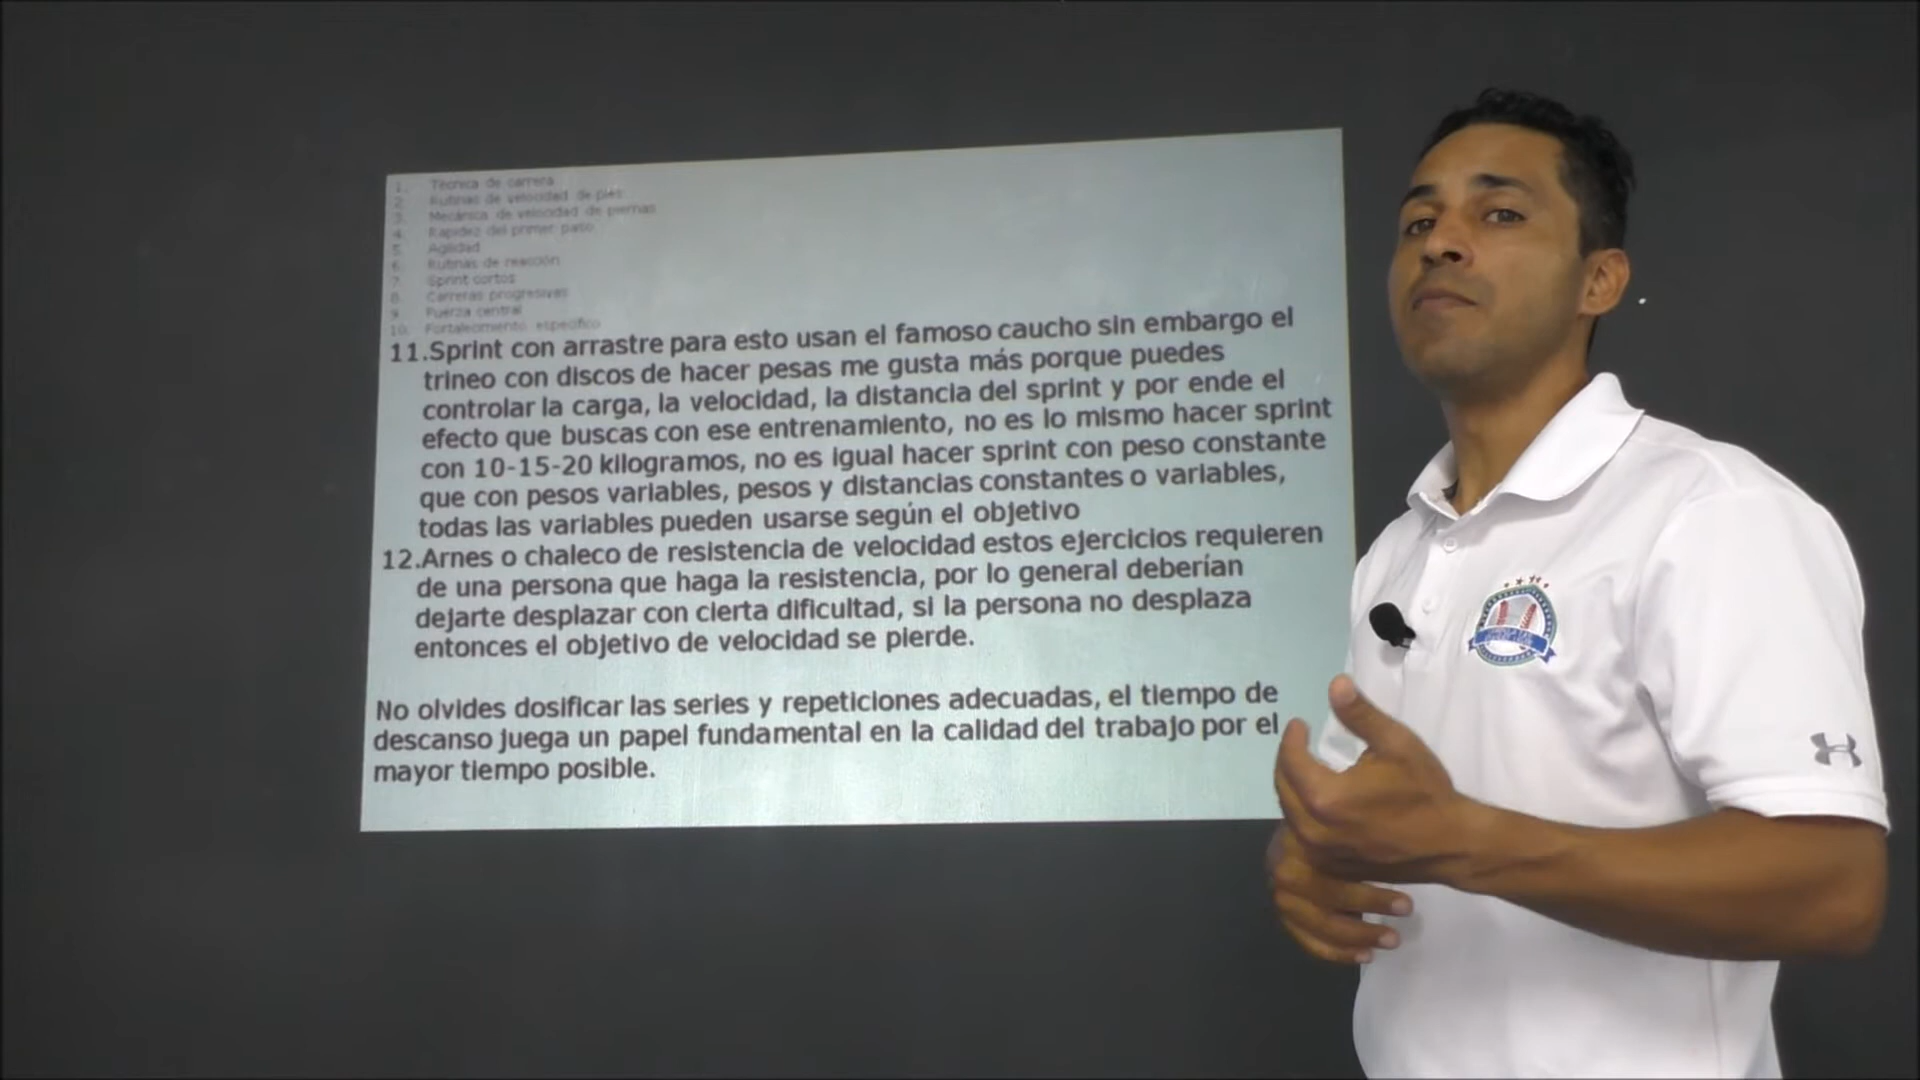 1. Técnica de carrera
2. Rutinas de velocidad de pies
3. Mecánica de velocidad de piernas
4. Rapidez del primer paso
5. Agilidad
6. Rutinas de reacción
7. Sprint cortos
8. Carreras progresivas
9. Fuerza central
10. Fortalecimiento específico
11.Sprint con arrastre para esto usan el famoso caucho sin embargo el
trineo con discos de hacer pesas me gusta más porque puedes
controlar la carga, la velocidad, la distancia del sprint y por ende el
efecto que buscas con ese entrenamiento, no es lo mismo hacer sprint
con 10-15-20 kilogramos, no es igual hacer sprint con peso constante
que con pesos variables, pesos y distancias constantes o variables,
todas las variables pueden usarse según el objetivo
12.Arnes o chaleco de resistencia de velocidad estos ejercicios requieren
de una persona que haga la resistencia, por lo general deberían
dejarte desplazar con cierta dificultad, si la persona no desplaza
entonces el objetivo de velocidad se pierde.
No olvides dosificar las series y repeticiones adecuadas, el tiempo de
descanso juega un papel fundamental en la calidad del trabajo por el
mayor tiempo posible.